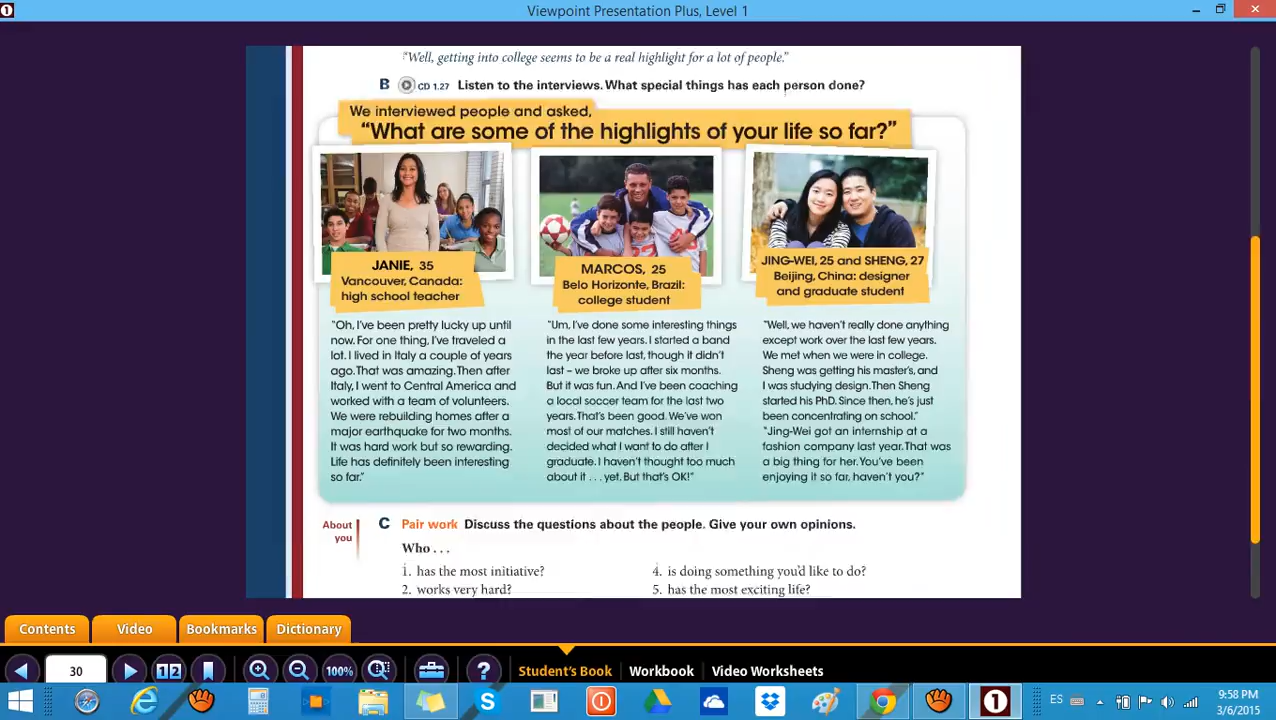 Viewpoint Presentation Plus, Level 1
"Well, getting into college seems to be a real highlight for a lot of people."
B CD 1.27 Listen to the interviews. What special things has each person done?
We interviewed people and asked,
"What are some of the highlights of your life so far?"
JANIE, 35
Vancouver, Canada:
high school teacher
"Oh, I've been pretty lucky up until
now. For one thing, I've traveled a
lot. I lived in Italy a couple of years
ago. That was amazing. Then after
Italy, I went to Central America and
worked with a team of volunteers.
We were rebuilding homes after a
major earthquake for two months.
It was hard work but so rewarding.
Life has definitely been interesting
so far."
MARCOS, 25
Belo Horizonte, Brazil:
college student
"Um, I've done some interesting things
in the last few years. I started a band
the year before last, though it didn't
last – we broke up after six months.
But it was fun. And I've been coaching
a local soccer team for the last two
years. That's been good. We've won
most of our matches. I still haven't
decided what I want to do after I
graduate. I haven't thought too much
about it . . . yet. But that's OK!"
JING-WEI, 25 and SHENG, 27
Beijing, China: designer
and graduate student
"Well, we haven't really done anything
except work over the last few years.
We met when we were in college.
Sheng was getting his master's, and
I was studying design. Then Sheng
started his PhD. Since then, he's just
been concentrating on school."
"Jing-Wei got an internship at a
fashion company last year. That was
a big thing for her. You've been
enjoying it so far, haven't you?"
About
you
C Pair work Discuss the questions about the people. Give your own opinions.
Who . . .
1. has the most initiative?
2. works very hard?
4. is doing something you'd like to do?
5. has the most exciting life?
Contents Video Bookmarks Dictionary
30 12 100% ? Student's Book Workbook Video Worksheets
ES 9:58 PM
3/6/2015